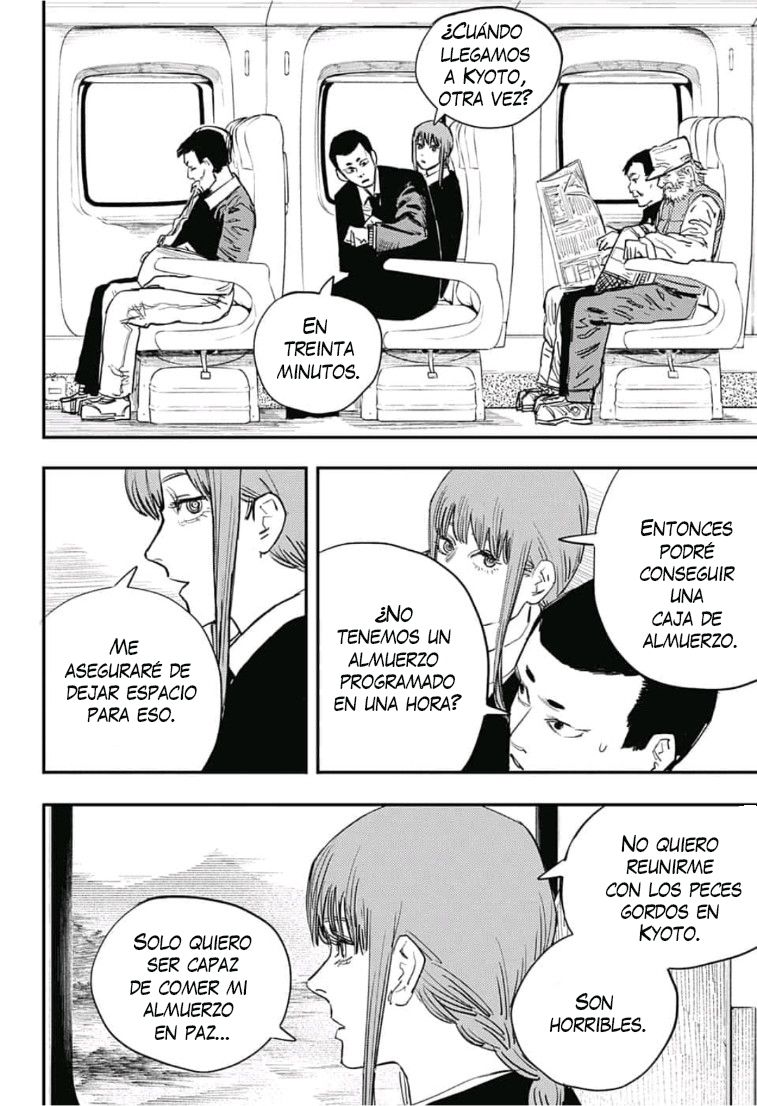 ¿CUÁNDO
LLEGAMOS
A KYOTO,
OTRA VEZ?
EN
TREINTA
MINUTOS.
ENTONCES
PODRÉ
CONSEGUIR
UNA
CAJA DE
ALMUERZO.
¿NO
TENEMOS UN
ALMUERZO
PROGRAMADO
EN UNA HORA?
ME
ASEGURARÉ DE
DEJAR ESPACIO
PARA ESO.
NO QUIERO
REUNIRME
CON LOS PECES
GORDOS EN
KYOTO.
SON
HORRIBLES.
SOLO QUIERO
SER CAPAZ
DE COMER MI
ALMUERZO
EN PAZ...